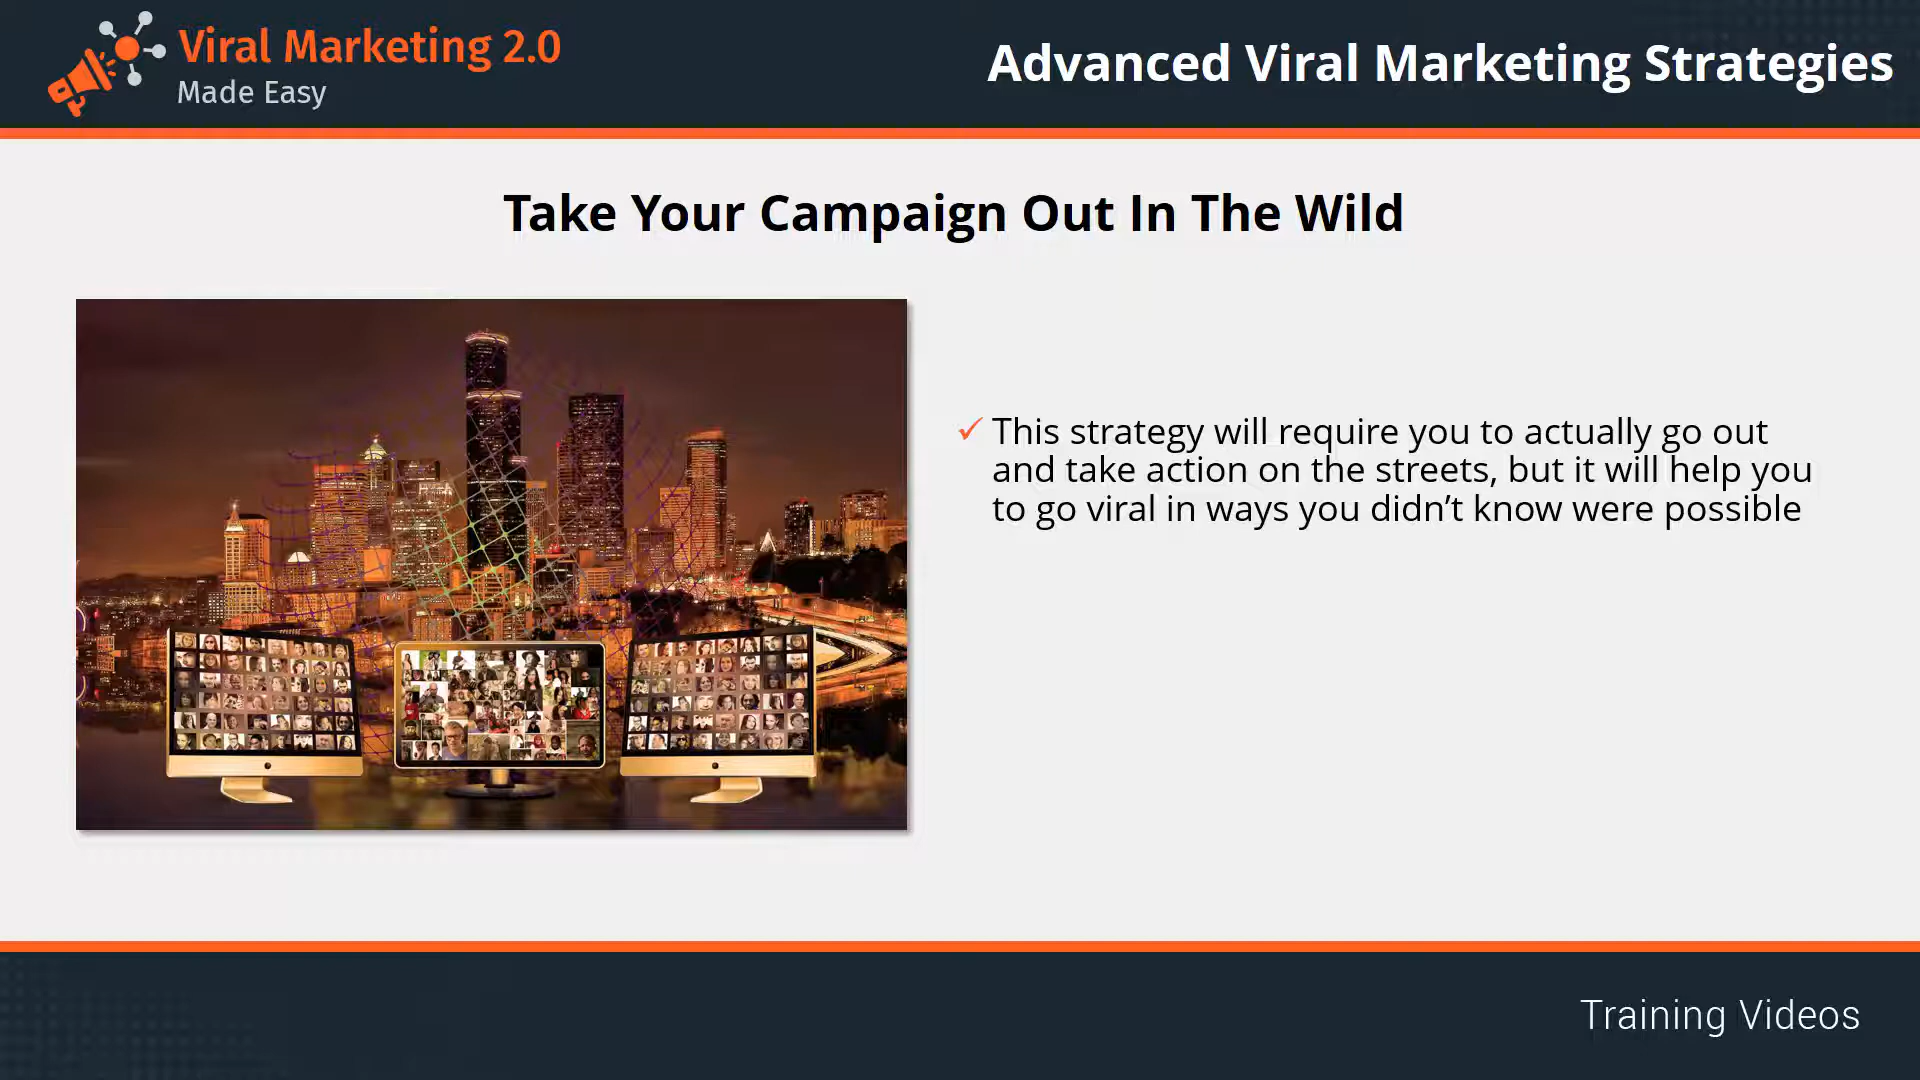 Viral Marketing 2.0
Made Easy
Advanced Viral Marketing Strategies
Take Your Campaign Out In The Wild
✓ This strategy will require you to actually go out
and take action on the streets, but it will help you
to go viral in ways you didn’t know were possible
Training Videos